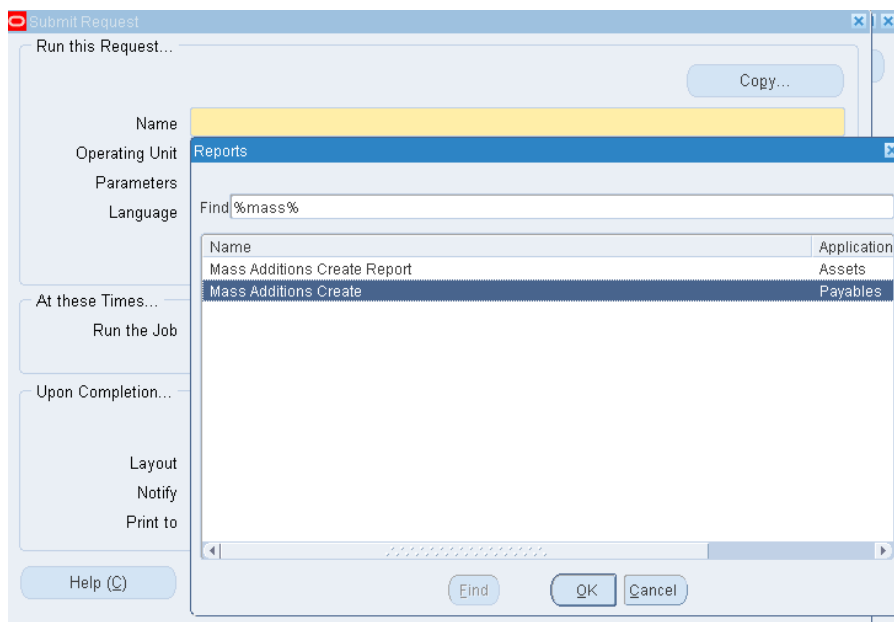 Submit Request
Run this Request...
Copy...
Name
Operating Unit
Parameters
Language
Reports
Find %mass%
Name Application
Mass Additions Create Report Assets
Mass Additions Create Payables
At these Times...
Run the Job
Upon Completion...
Layout
Notify
Print to
Help (C)
Find
OK
Cancel